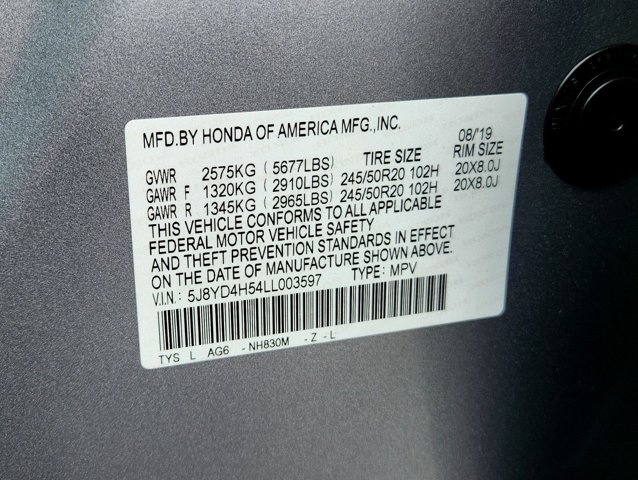 MFD.BY HONDA OF AMERICA MFG.,INC. 08/'19
TIRE SIZE RIM SIZE
GVWR 2575KG ( 5677LBS)
GAWR F 1320KG ( 2910LBS) 245/50R20 102H 20X8.0J
GAWR R 1345KG ( 2965LBS) 245/50R20 102H 20X8.0J
THIS VEHICLE CONFORMS TO ALL APPLICABLE
FEDERAL MOTOR VEHICLE SAFETY
AND THEFT PREVENTION STANDARDS IN EFFECT
ON THE DATE OF MANUFACTURE SHOWN ABOVE.
V.I.N.: 5J8YD4H54LL003597 TYPE: MPV
TYS L AG6 -NH830M -Z -L